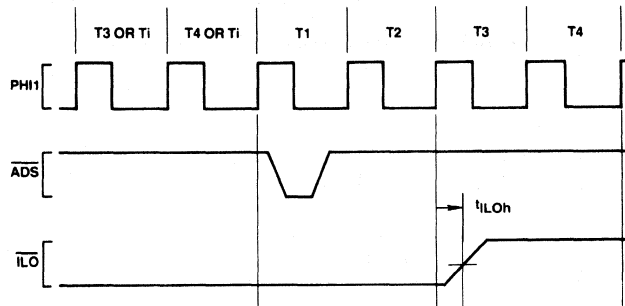 T3 OR Ti T4 OR Ti T1 T2 T3 T4
PHI1
ADS
tILOh
ILO